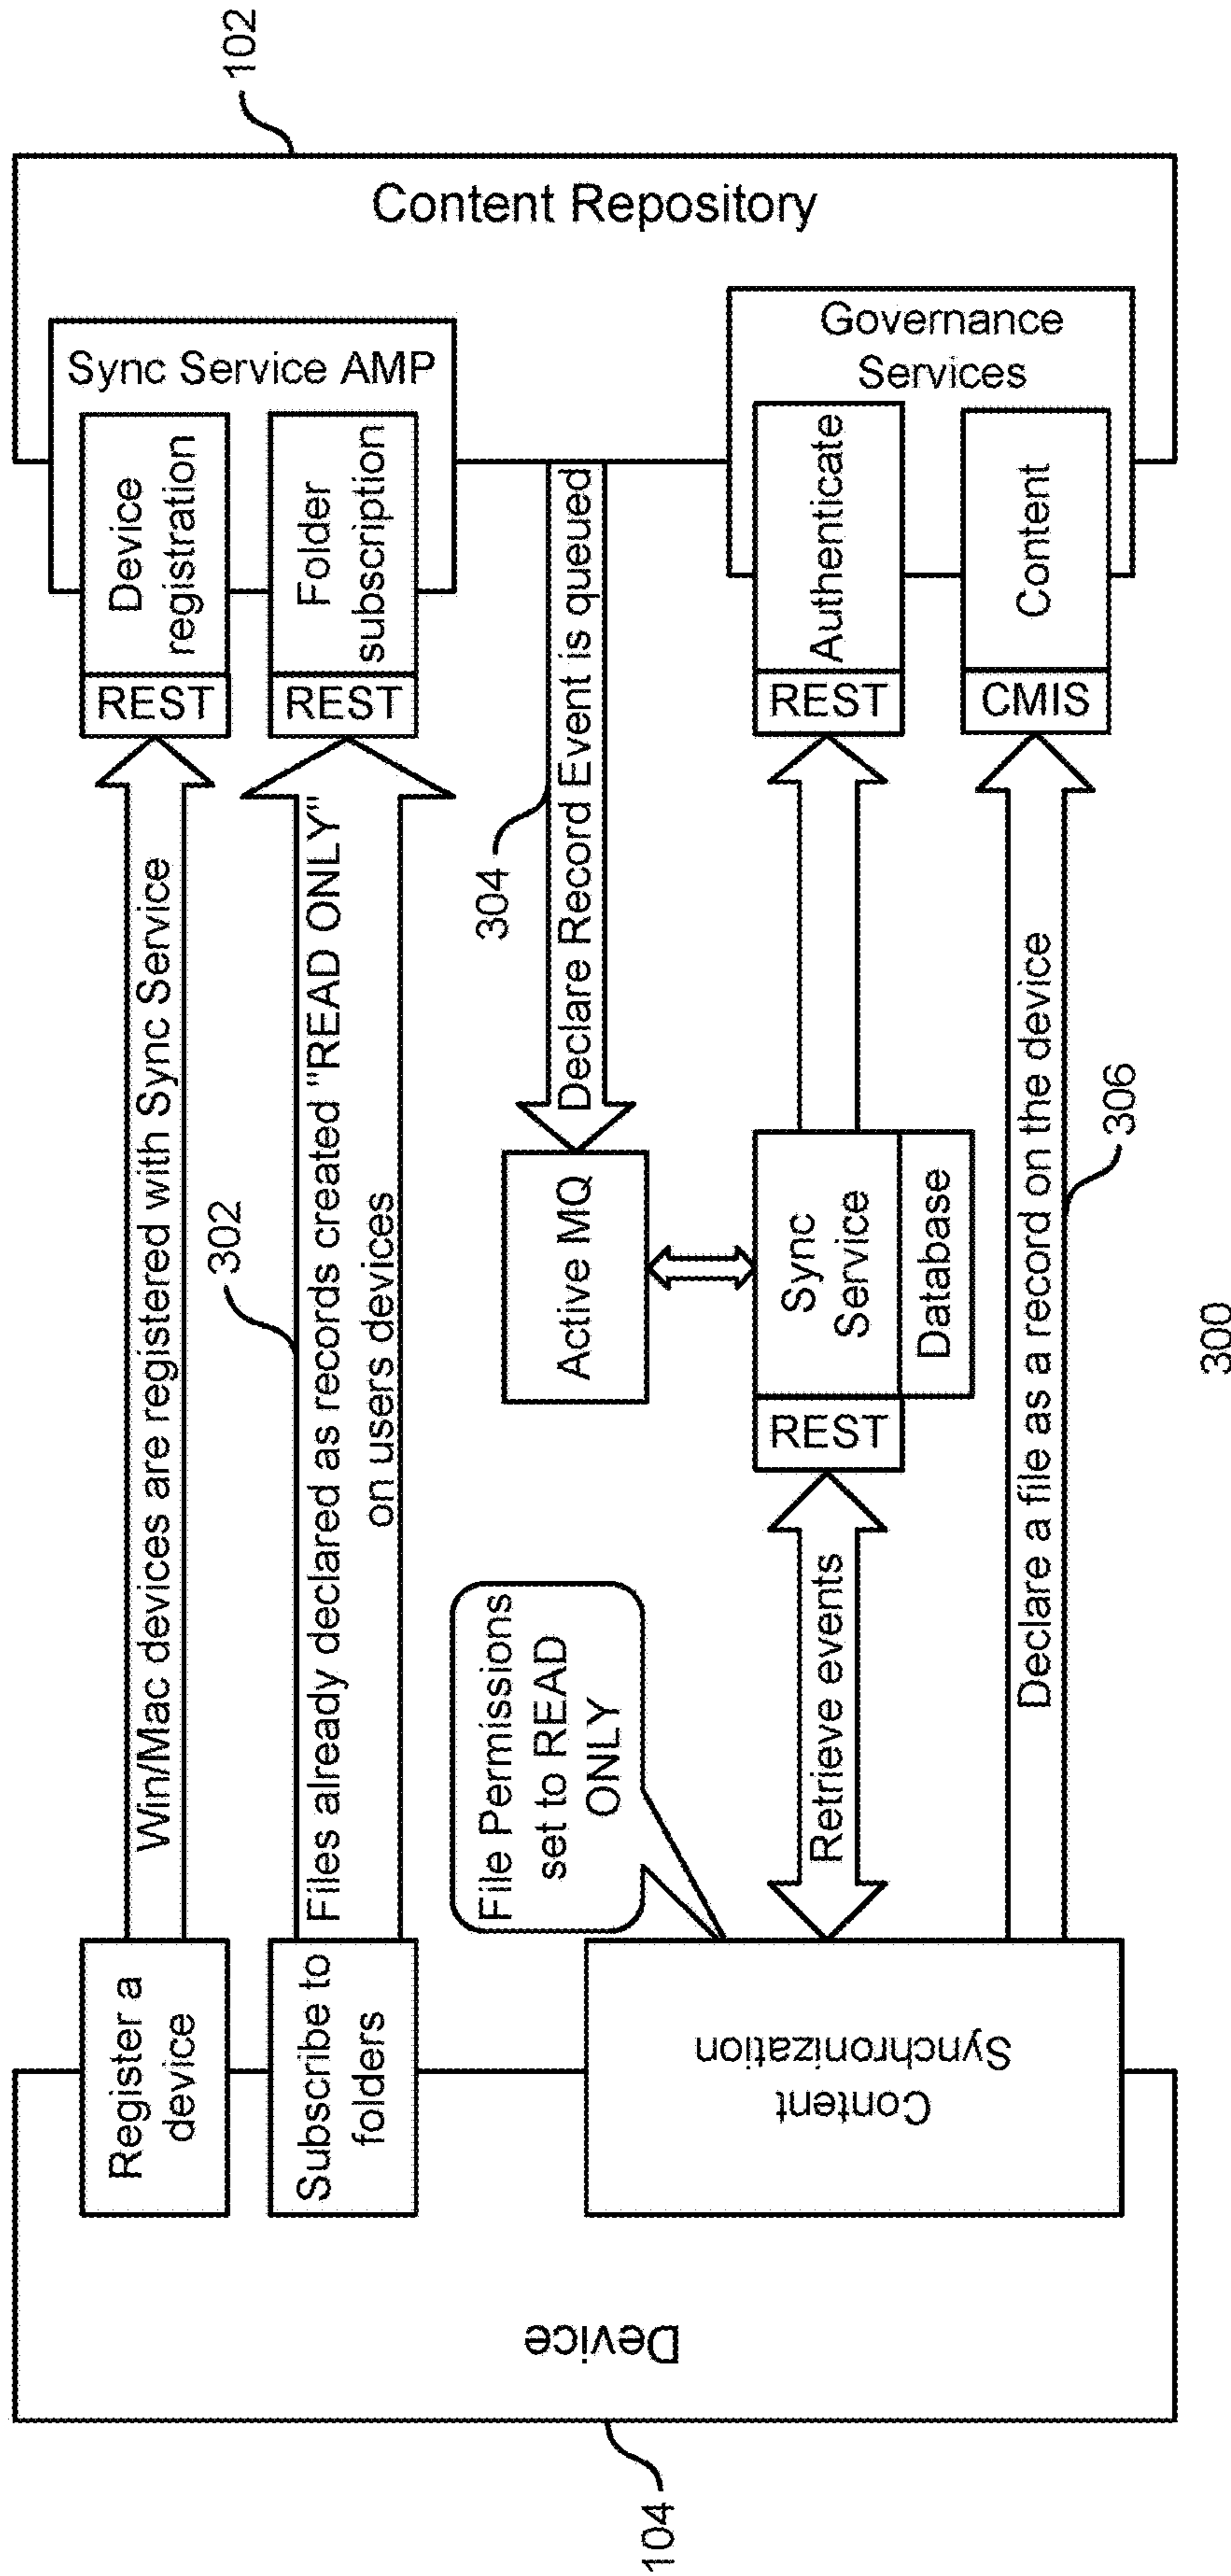 102
Content Repository
Sync Service AMP
Device
registration
REST
Folder
subscription
REST
Governance
Services
Authenticate
REST
Content
CMIS
Win/Mac devices are registered with Sync Service
302
Files already declared as records created "READ ONLY"
on users devices
304
Declare Record Event is queued
Active MQ
Sync
Service
Database
REST
Retrieve events
File Permissions
set to READ
ONLY
Declare a file as a record on the device
306
Register a
device
Subscribe to
folders
Content
Synchronization
Device
104
300